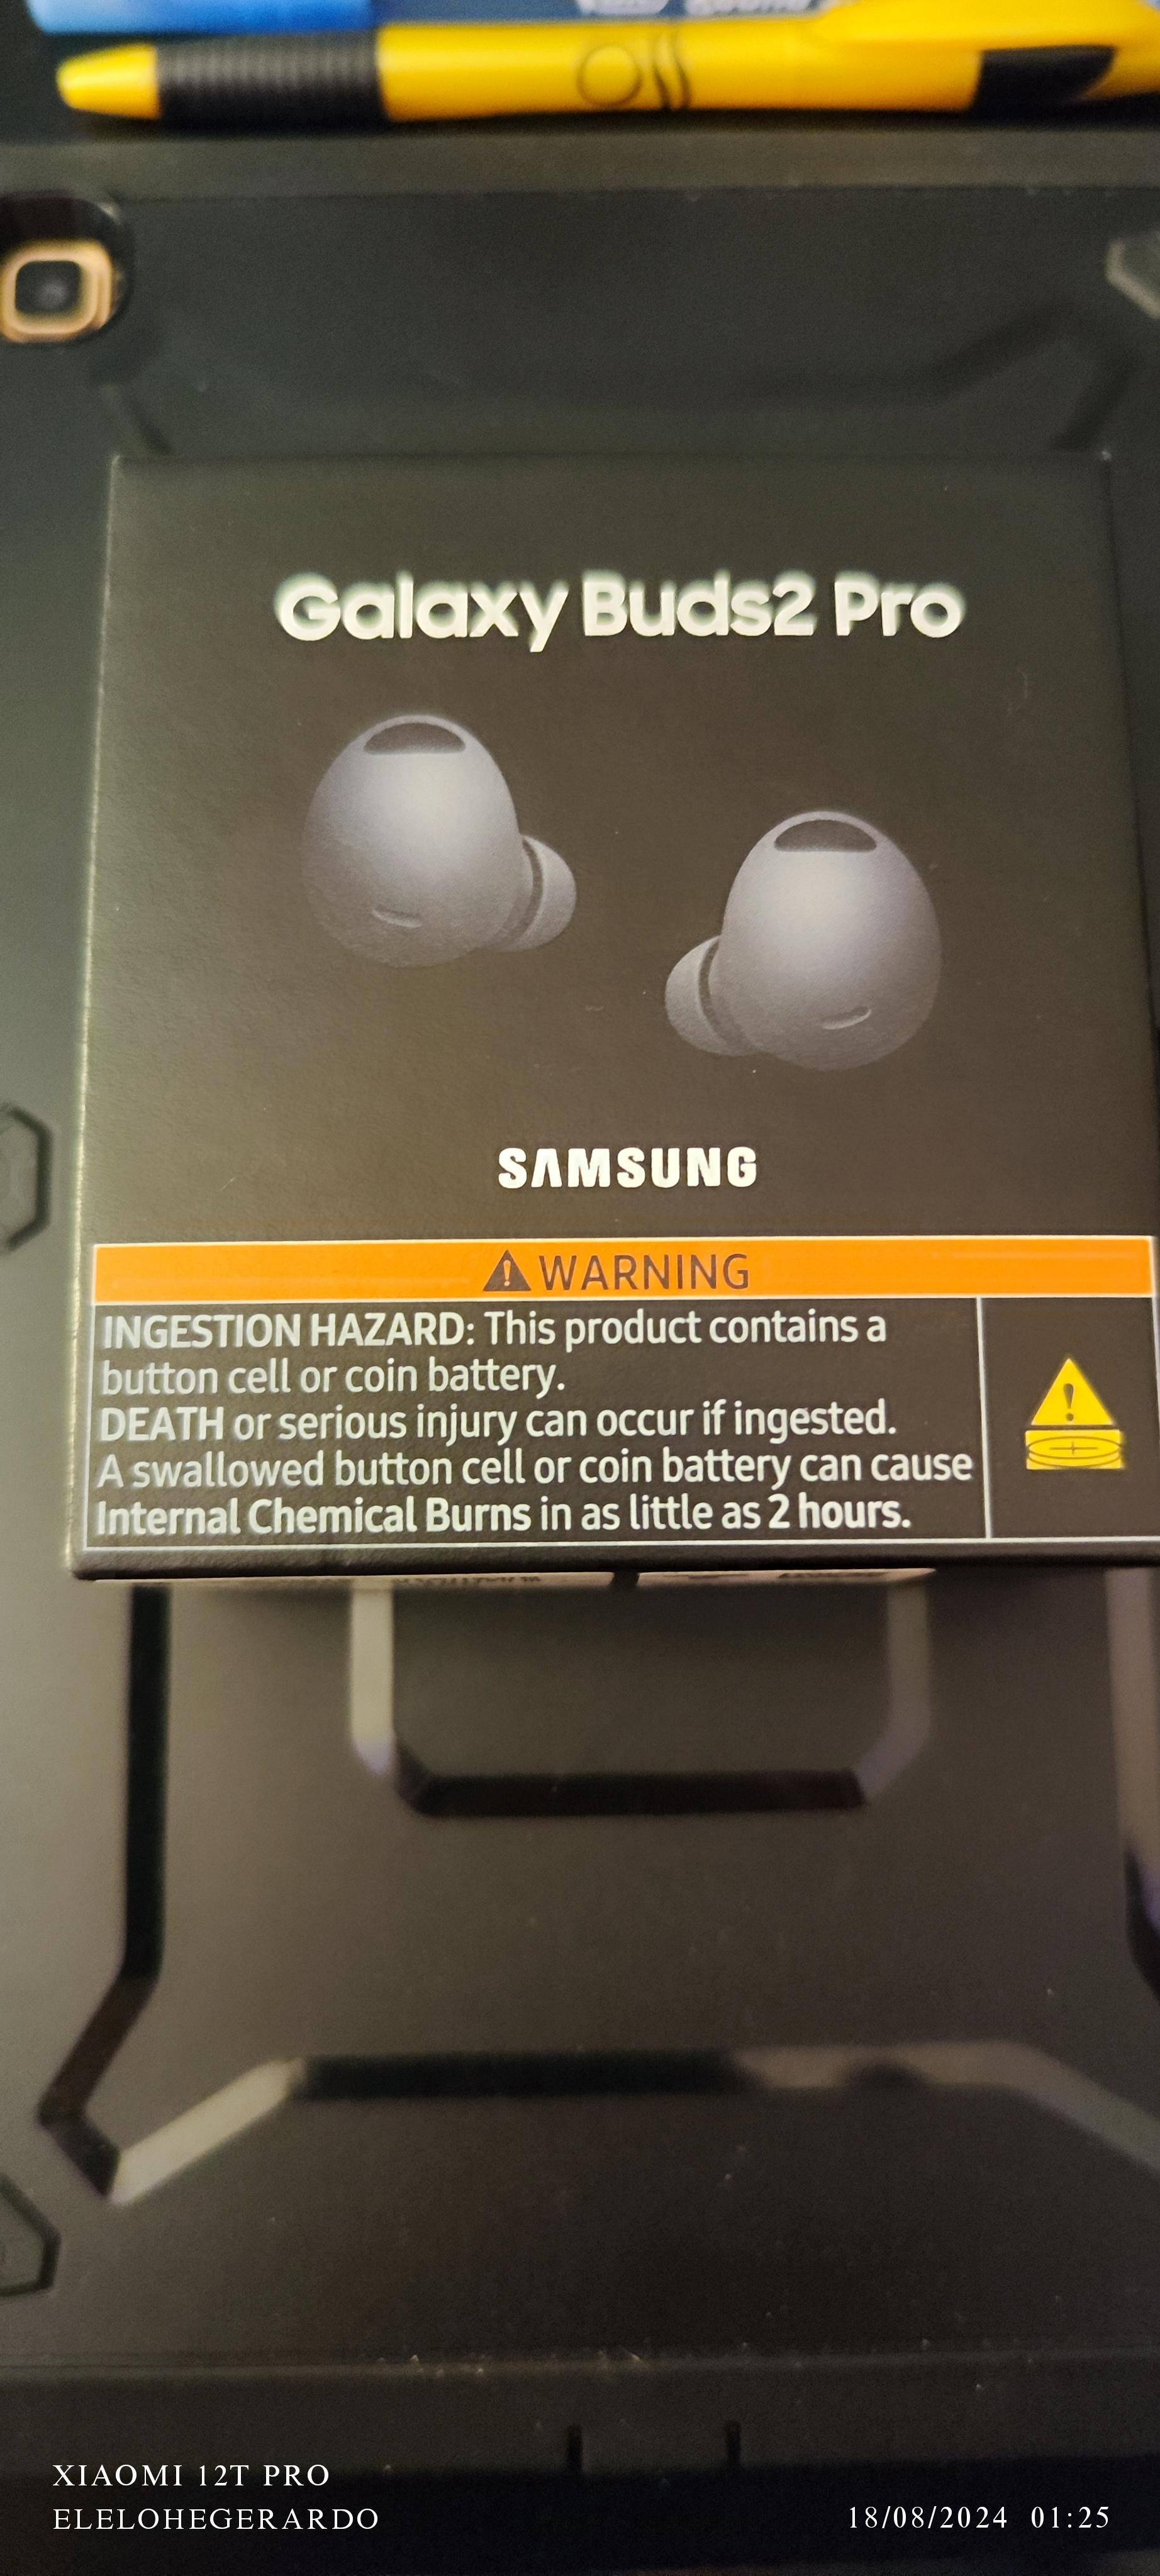 Galaxy Buds2 Pro
SAMSUNG
WARNING
INGESTION HAZARD: This product contains a
button cell or coin battery.
DEATH or serious injury can occur if ingested.
A swallowed button cell or coin battery can cause
Internal Chemical Burns in as little as 2 hours.
XIAOMI 12T PRO
ELELOHEGERARDO
18/08/2024 01:25